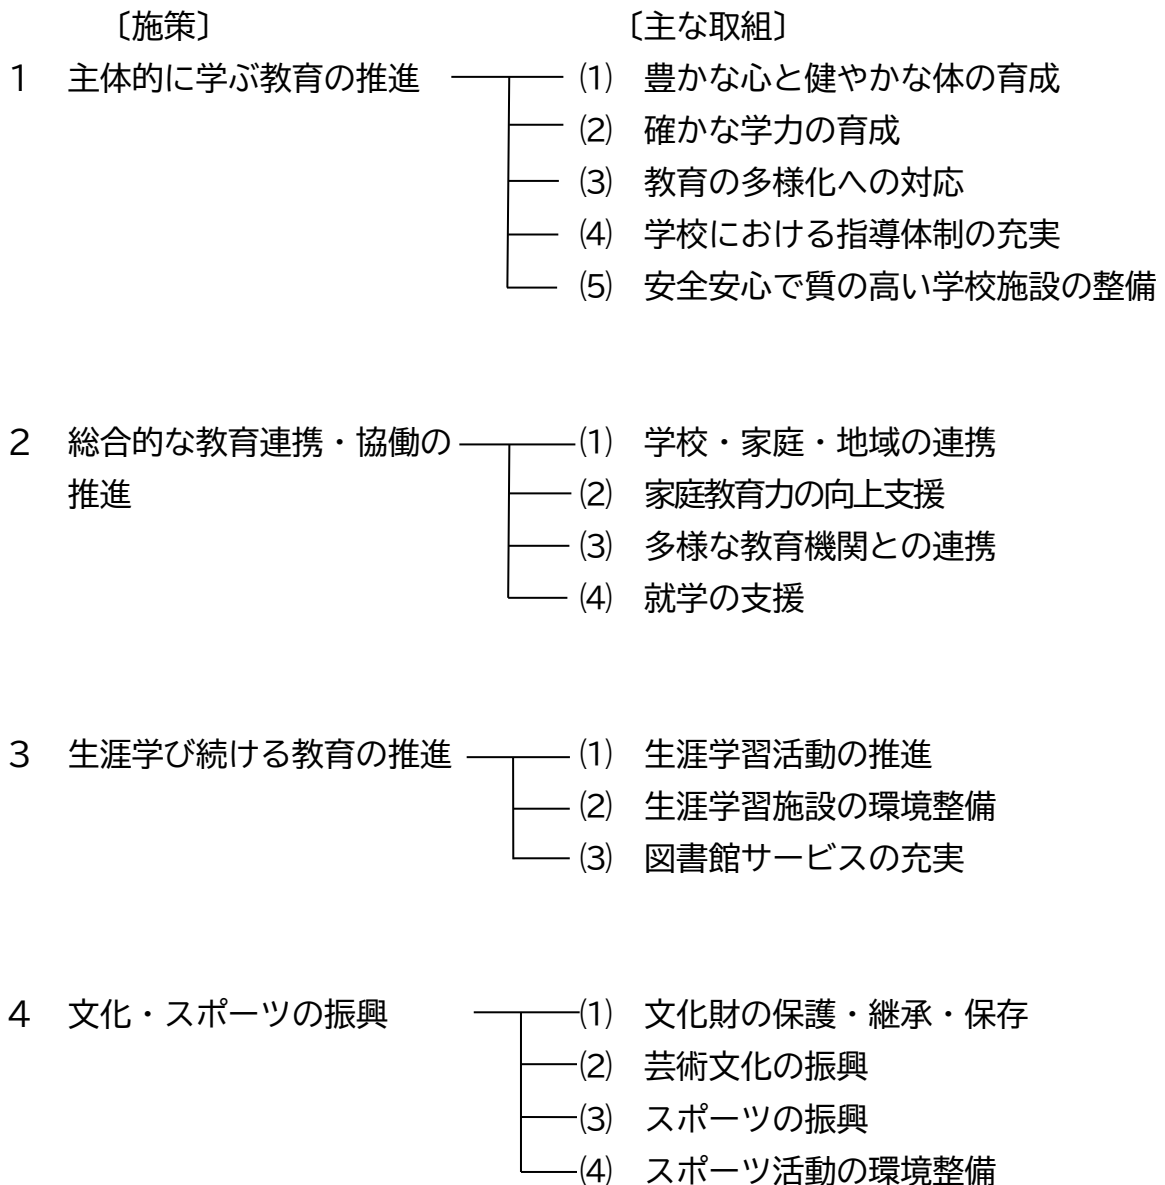 〔施策〕 〔主な取組〕
1 主体的に学ぶ教育の推進 ⑴ 豊かな心と健やかな体の育成
⑵ 確かな学力の育成
⑶ 教育の多様化への対応
⑷ 学校における指導体制の充実
⑸ 安全安心で質の高い学校施設の整備
2 総合的な教育連携・協働の ⑴ 学校・家庭・地域の連携
推進 ⑵ 家庭教育力の向上支援
⑶ 多様な教育機関との連携
⑷ 就学の支援
3 生涯学び続ける教育の推進 ⑴ 生涯学習活動の推進
⑵ 生涯学習施設の環境整備
⑶ 図書館サービスの充実
4 文化・スポーツの振興 ⑴ 文化財の保護・継承・保存
⑵ 芸術文化の振興
⑶ スポーツの振興
⑷ スポーツ活動の環境整備